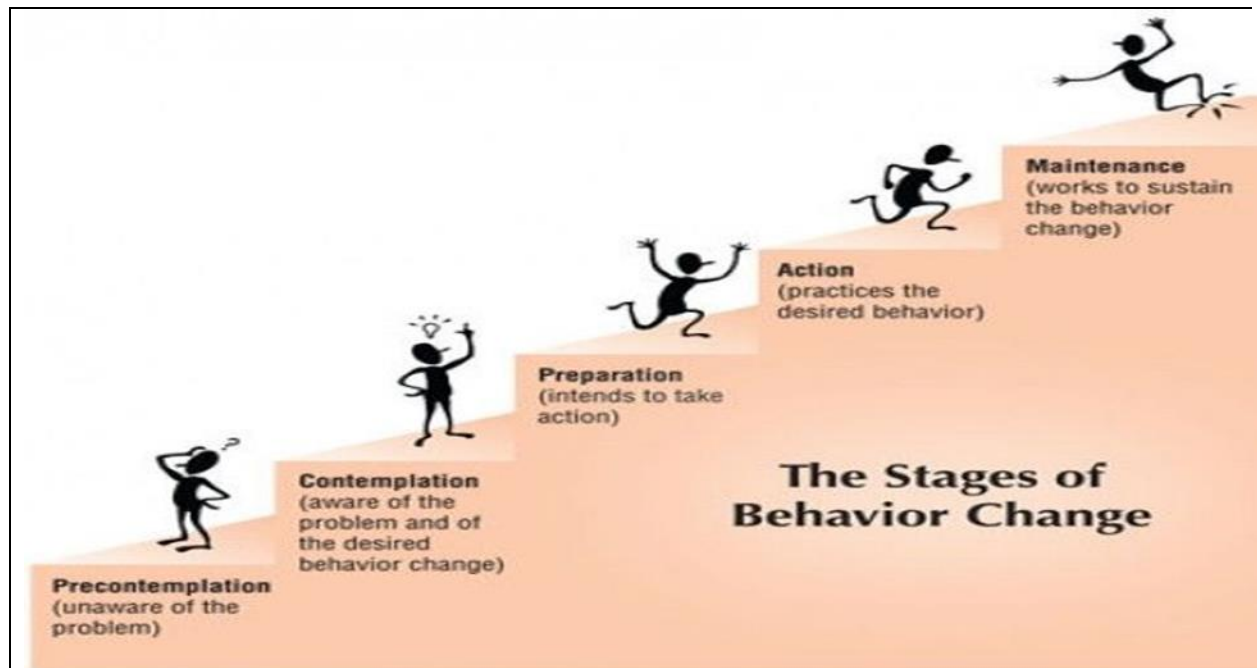 Precontemplation
(unaware of the
problem)
?
Contemplation
(aware of the
problem and of
the desired
behavior change)
Preparation
(intends to take
action)
Action
(practices the
desired behavior)
Maintenance
(works to sustain
the behavior
change)
The Stages of
Behavior Change